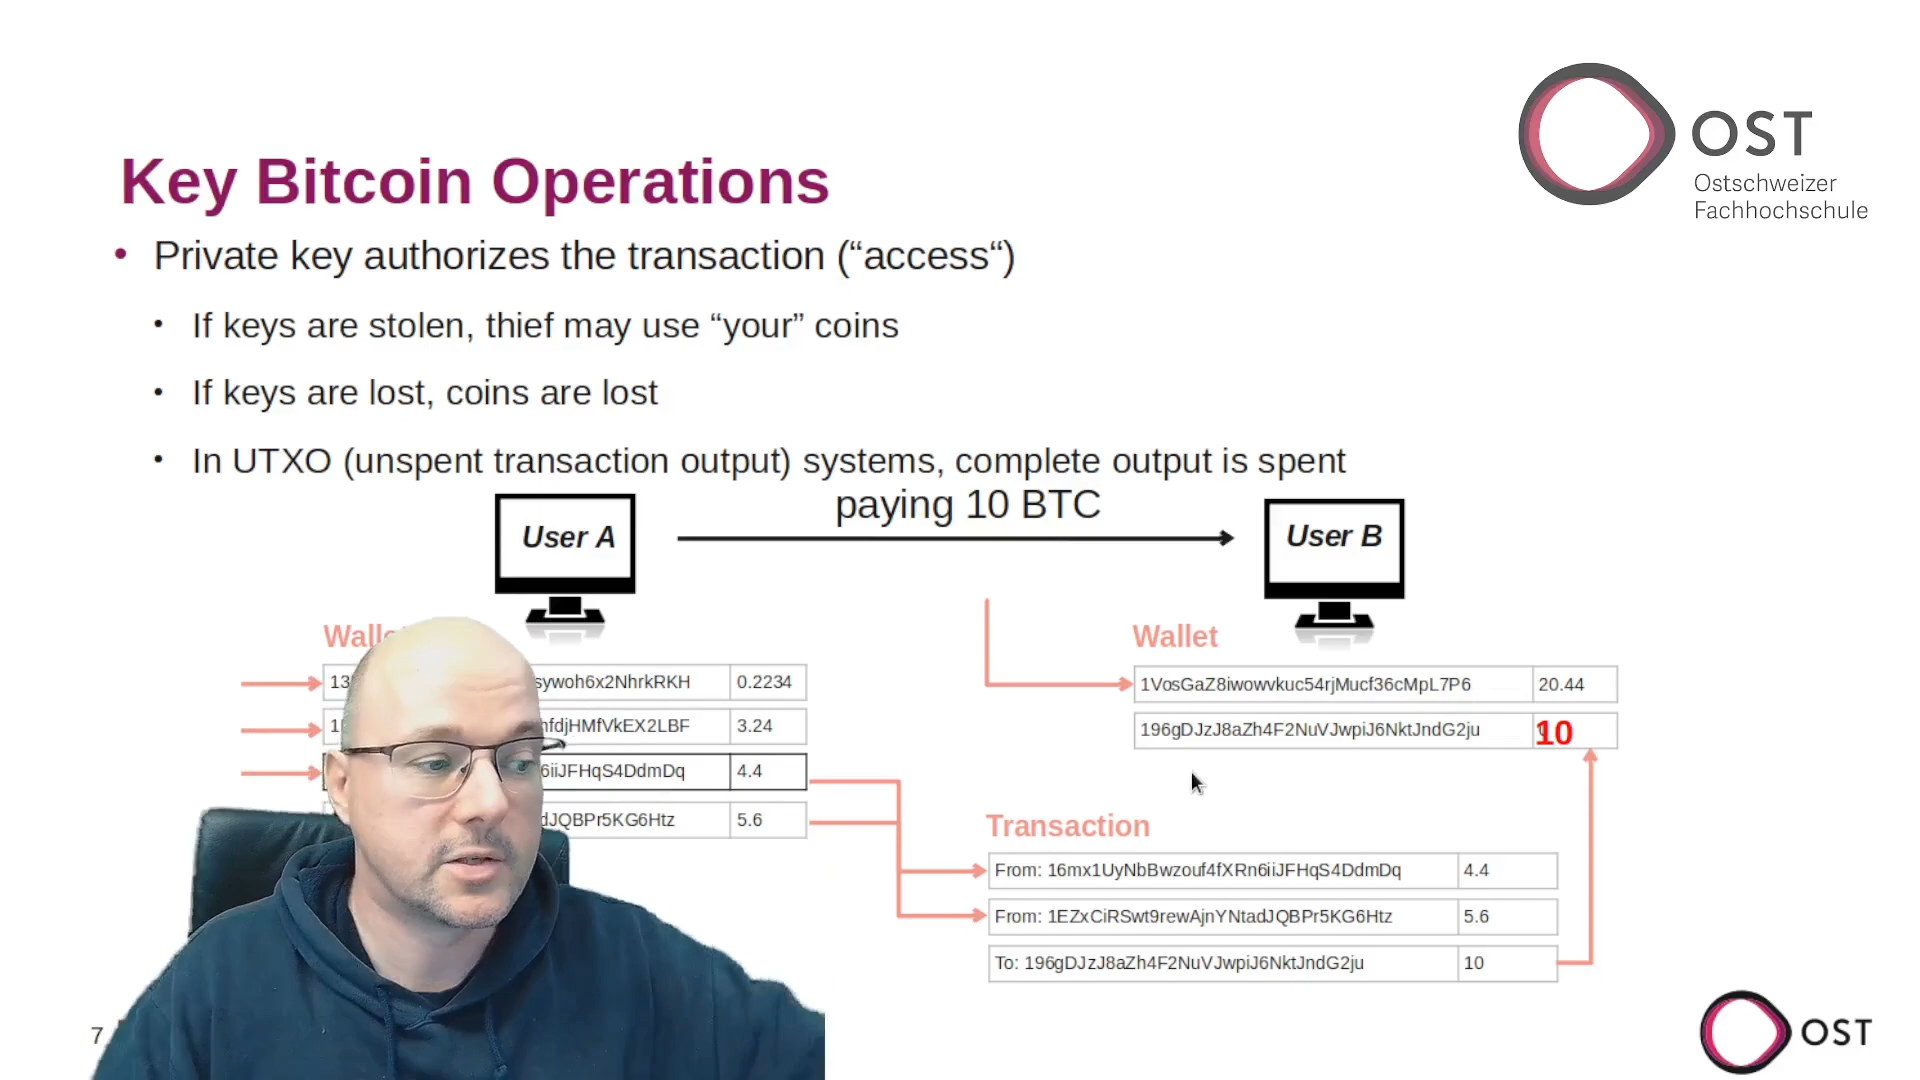 OST
Ostschweizer
Fachhochschule
Key Bitcoin Operations
• Private key authorizes the transaction (“access“)
• If keys are stolen, thief may use “your” coins
• If keys are lost, coins are lost
• In UTXO (unspent transaction output) systems, complete output is spent
paying 10 BTC
User A
User B
Wallet
sywoh6x2NhrkRKH 0.2234
nfdjHMfVkEX2LBF 3.24
6iiJFHqS4DdmDq 4.4
dJQBPr5KG6Htz 5.6
Wallet
1VosGaZ8iwowvkuc54rjMucf36cMpL7P6 20.44
196gDJzJ8aZh4F2NuVJwpiJ6NktJndG2ju 10
Transaction
From: 16mx1UyNbBwzouf4fXRn6iiJFHqS4DdmDq 4.4
From: 1EZxCiRSwt9rewAjnYNtadJQBPr5KG6Htz 5.6
To: 196gDJzJ8aZh4F2NuVJwpiJ6NktJndG2ju 10
7
OST